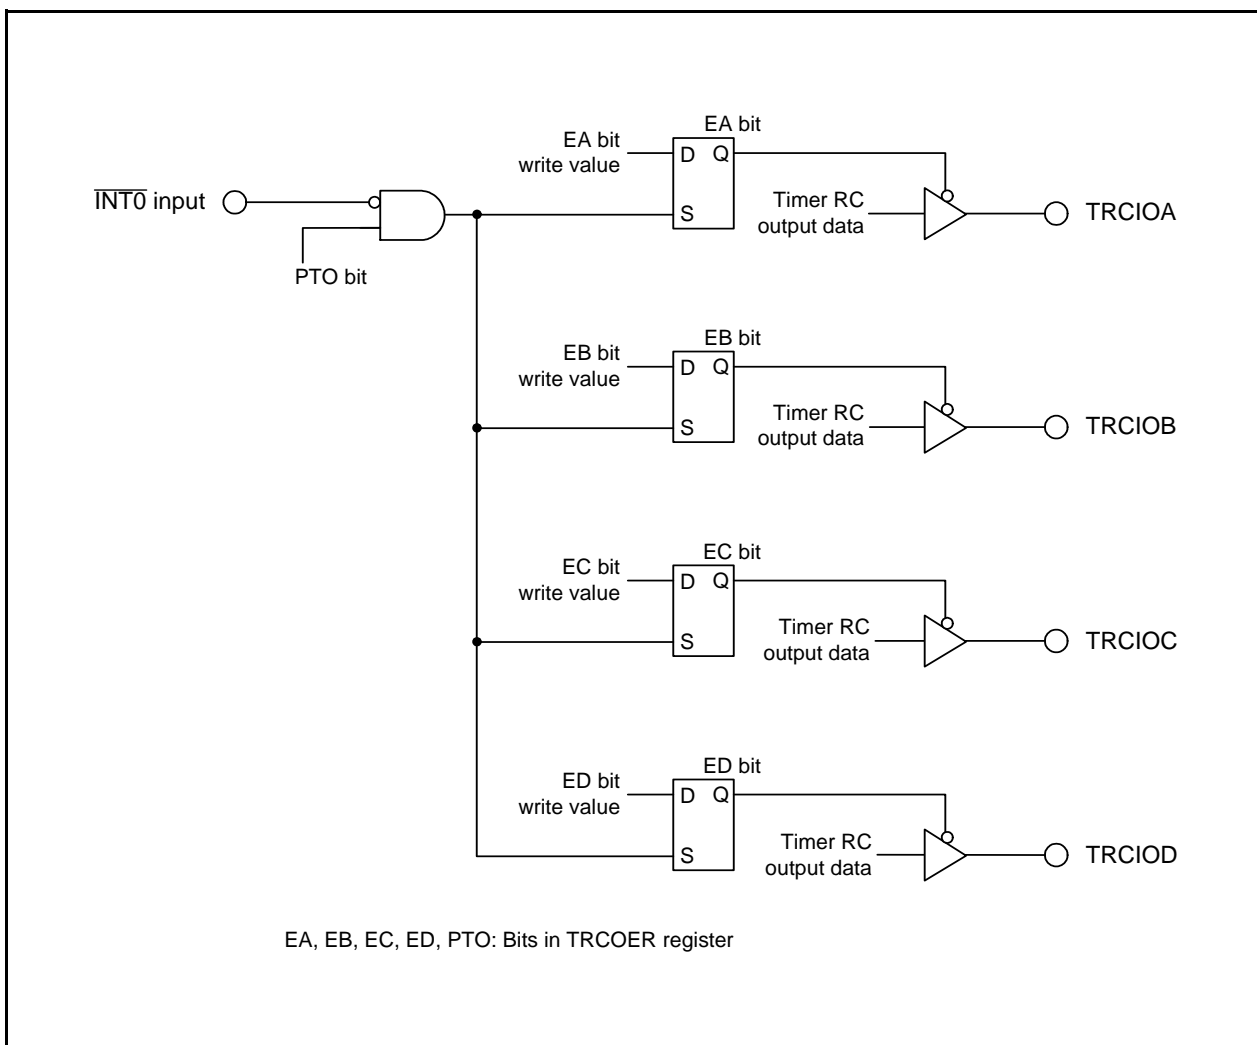 EA bit
EA bit
write value
D Q
S
INT0 input
PTO bit
Timer RC
output data
TRCIOA
EB bit
EB bit
write value
D Q
S
Timer RC
output data
TRCIOB
EC bit
EC bit
write value
D Q
S
Timer RC
output data
TRCIOC
ED bit
ED bit
write value
D Q
S
Timer RC
output data
TRCIOD
EA, EB, EC, ED, PTO: Bits in TRCOER register